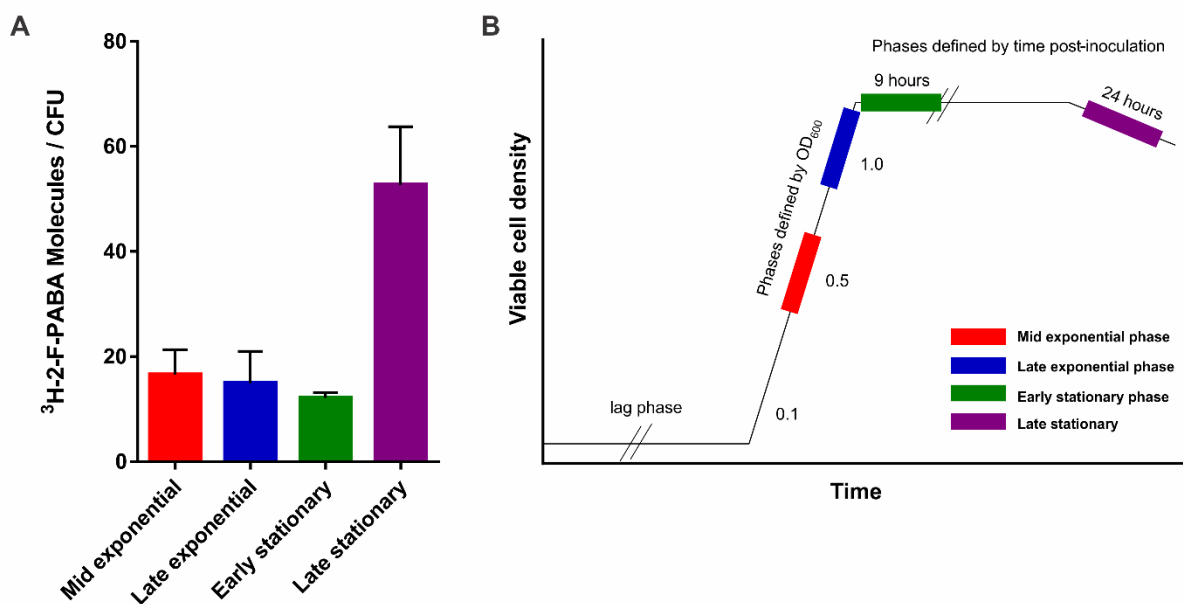 A
80
60
40
20
0
³H-2-F-PABA Molecules / CFU
Mid exponential
Late exponential
Early stationary
Late stationary
B
Phases defined by time post-inoculation
9 hours
24 hours
Phases defined by OD₆₀₀
1.0
0.5
0.1
lag phase
Viable cell density
Time
Mid exponential phase
Late exponential phase
Early stationary phase
Late stationary